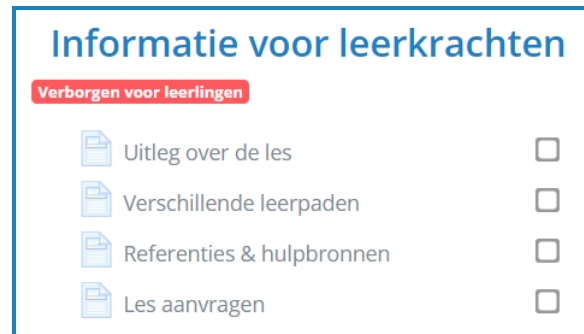 Informatie voor leerkrachten
Verborgen voor leerlingen
Uitleg over de les
Verschillende leerpaden
Referenties & hulpbronnen
Les aanvragen